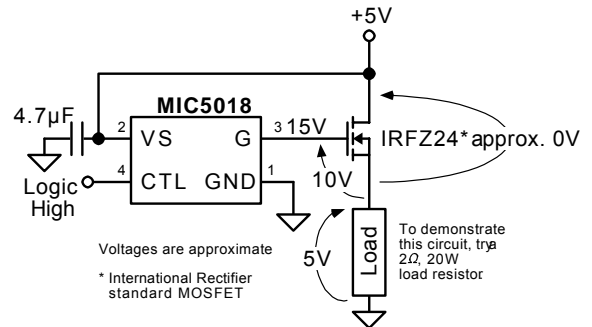 +5V
4.7µF
MIC5018
2
VS
G
3
15V
IRFZ24* approx. 0V
4
CTL
GND
1
10V
Logic
High
Load
5V
To demonstrate
this circuit, try a
2Ω, 20W
load resistor.
Voltages are approximate
* International Rectifier
standard MOSFET